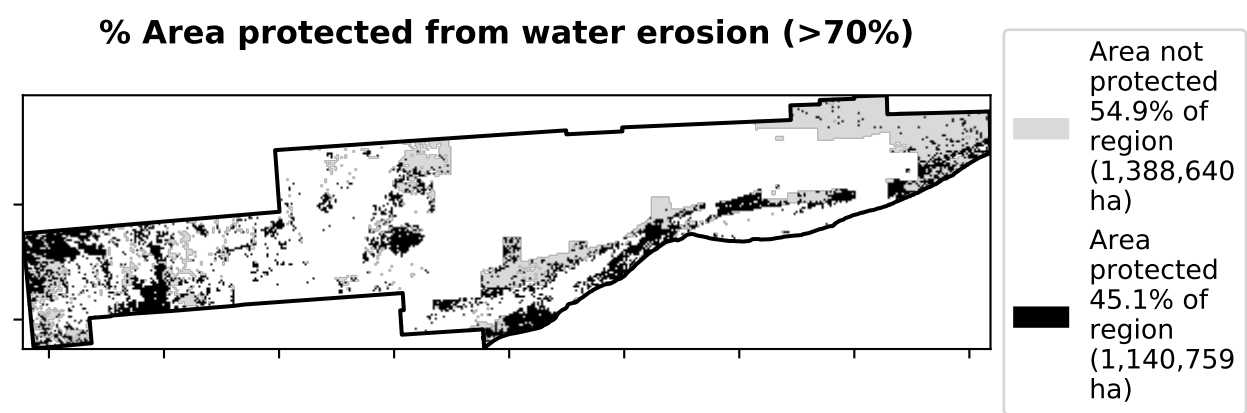 % Area protected from water erosion (>70%)
Area not
protected
54.9% of
region
(1,388,640
ha)
Area
protected
45.1% of
region
(1,140,759
ha)